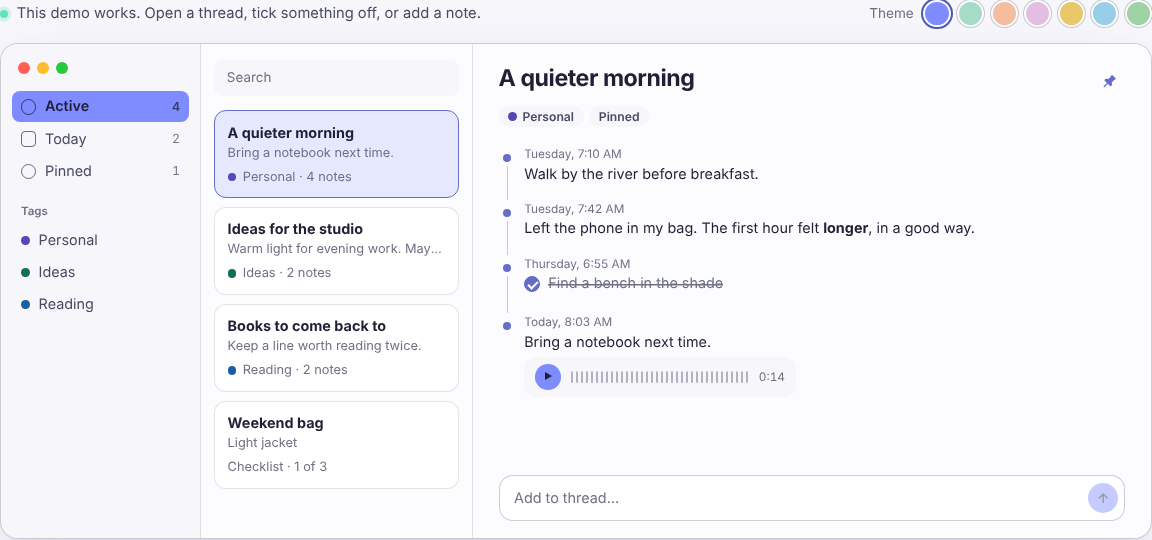 This demo works. Open a thread, tick something off, or add a note.
Theme
Active 4
Today 2
Pinned 1
Tags
Personal
Ideas
Reading
Search
A quieter morning
Bring a notebook next time.
Personal · 4 notes
Ideas for the studio
Warm light for evening work. May...
Ideas · 2 notes
Books to come back to
Keep a line worth reading twice.
Reading · 2 notes
Weekend bag
Light jacket
Checklist · 1 of 3
A quieter morning
Personal Pinned
Tuesday, 7:10 AM
Walk by the river before breakfast.
Tuesday, 7:42 AM
Left the phone in my bag. The first hour felt longer, in a good way.
Thursday, 6:55 AM
Find a bench in the shade
Today, 8:03 AM
Bring a notebook next time.
0:14
Add to thread...